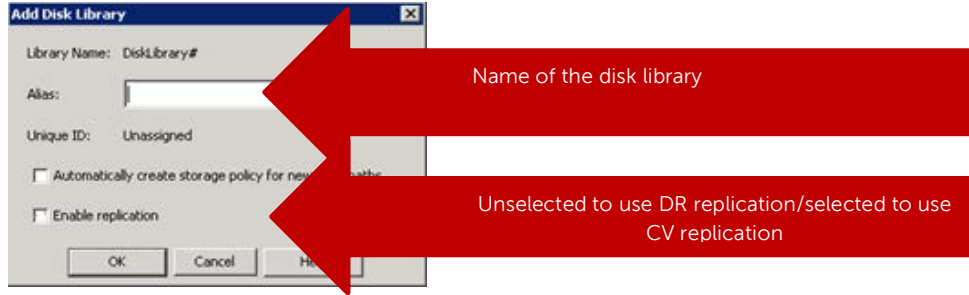 Add Disk Library
Library Name: DiskLibrary#
Name of the disk library
Alias:
Unique ID: Unassigned
Automatically create storage policy for new
Unselected to use DR replication/selected to use
CV replication
Enable replication
OK Cancel